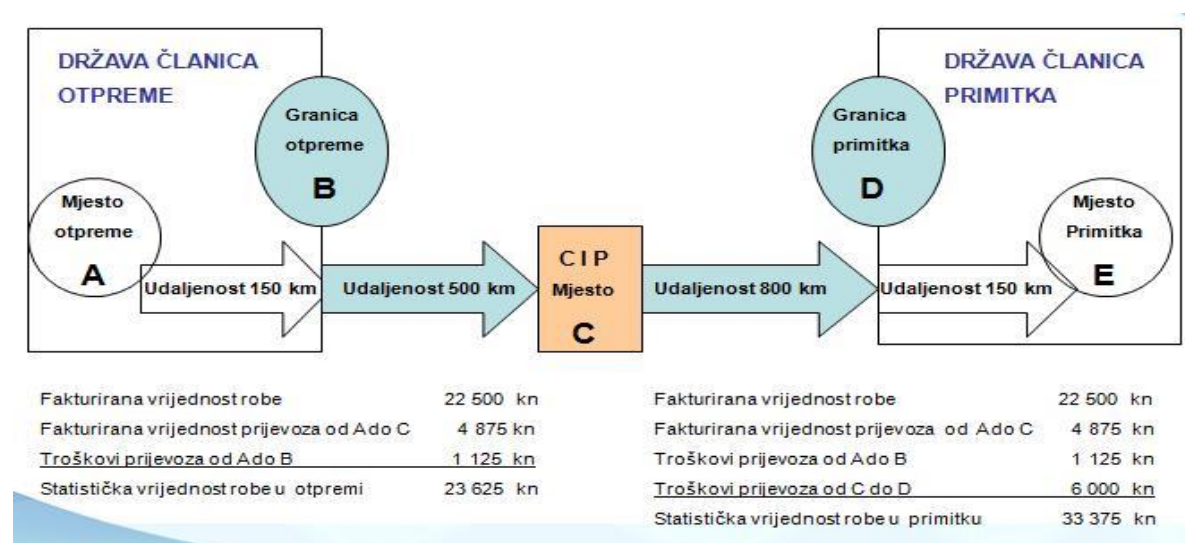 DRŽAVA ČLANICA
OTPREME
Granica
otpreme
B
Mjesto
otpreme
A
Udaljenost 150 km
Udaljenost 500 km
CIP
Mjesto
C
Udaljenost 800 km
DRŽAVA ČLANICA
PRIMITKA
Granica
primitka
D
Mjesto
Primitka
E
Udaljenost 150 km
Fakturirana vrijednost robe 22 500 kn
Fakturirana vrijednost prijevoza od A do C 4 875 kn
Troškovi prijevoza od A do B 1 125 kn
Statistička vrijednost robe u otpremi 23 625 kn
Fakturirana vrijednost robe 22 500 kn
Fakturirana vrijednost prijevoza od A do C 4 875 kn
Troškovi prijevoza od A do B 1 125 kn
Troškovi prijevoza od C do D 6 000 kn
Statistička vrijednost robe u primitku 33 375 kn